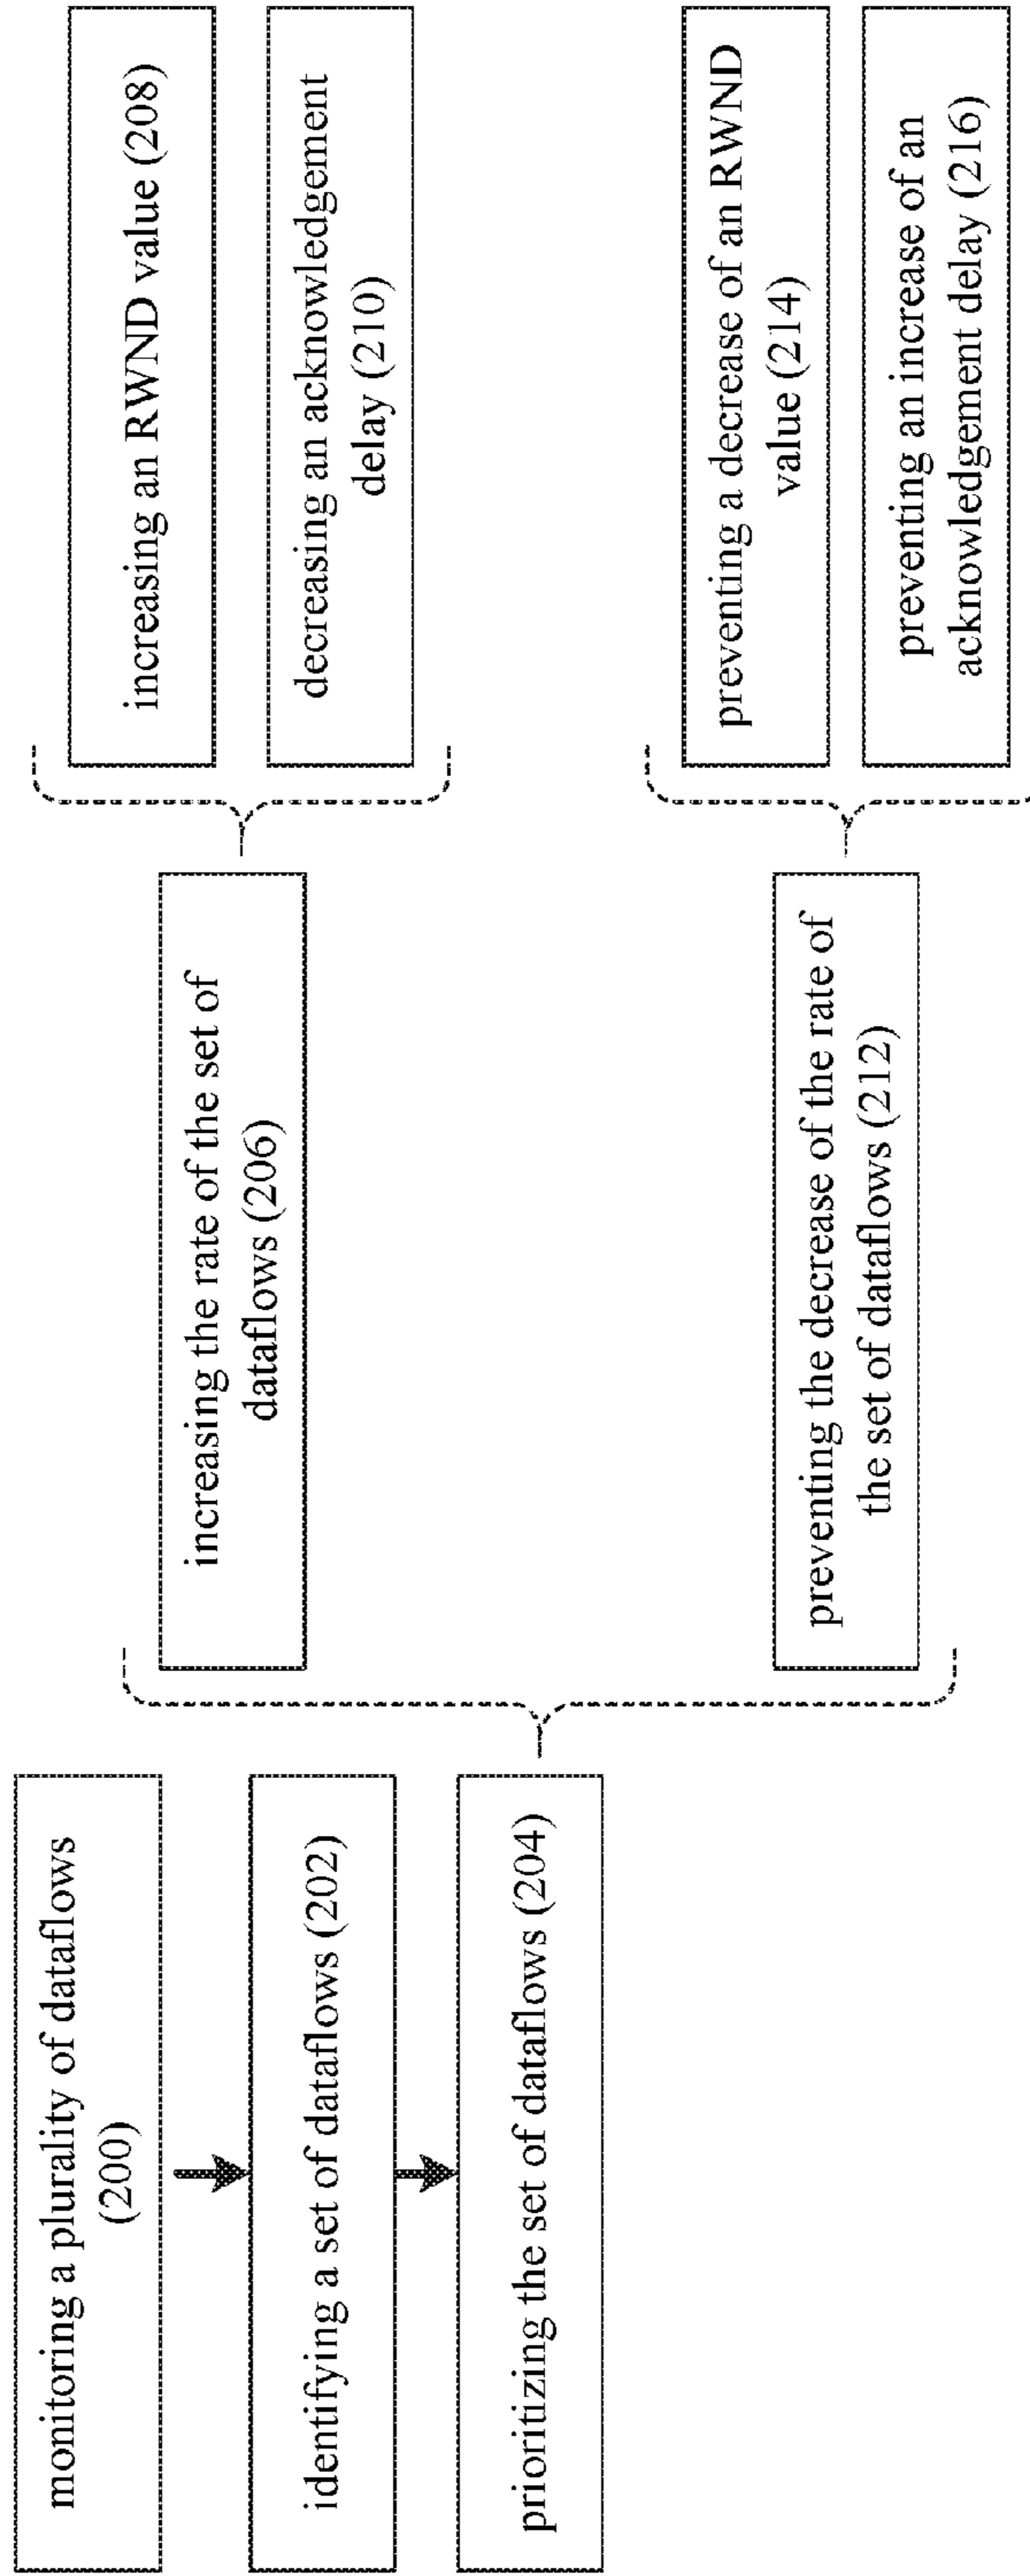 monitoring a plurality of dataflows
(200)
identifying a set of dataflows (202)
prioritizing the set of dataflows (204)
increasing the rate of the set of
dataflows (206)
increasing an RWND value (208)
decreasing an acknowledgement
delay (210)
preventing the decrease of the rate of
the set of dataflows (212)
preventing a decrease of an RWND
value (214)
preventing an increase of an
acknowledgement delay (216)